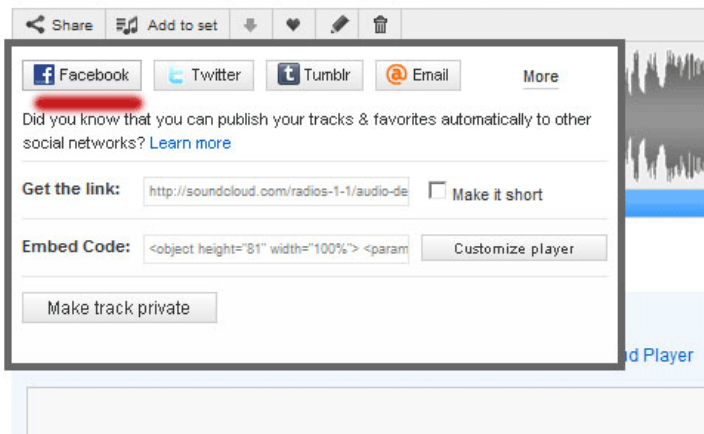 Share Add to set
Facebook Twitter Tumblr Email More
Did you know that you can publish your tracks & favorites automatically to other
social networks? Learn more
Get the link: http://soundcloud.com/radios-1-1/audio-de Make it short
Embed Code: <object height="81" width="100%"> <param Customize player
Make track private
Player